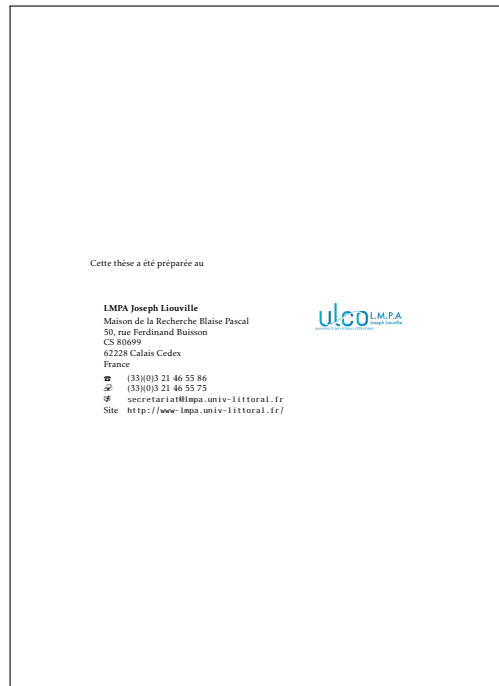 Cette thèse a été préparée au
LMPA Joseph Liouville
Maison de la Recherche Blaise Pascal
50, rue Ferdinand Buisson
CS 80699
62228 Calais Cedex
France
☎ (33)(0)3 21 46 55 86
(33)(0)3 21 46 55 75
secretariat@lmpa.univ-littoral.fr
Site http://www-lmpa.univ-littoral.fr/
ulco L.M.P.A
Joseph Liouville